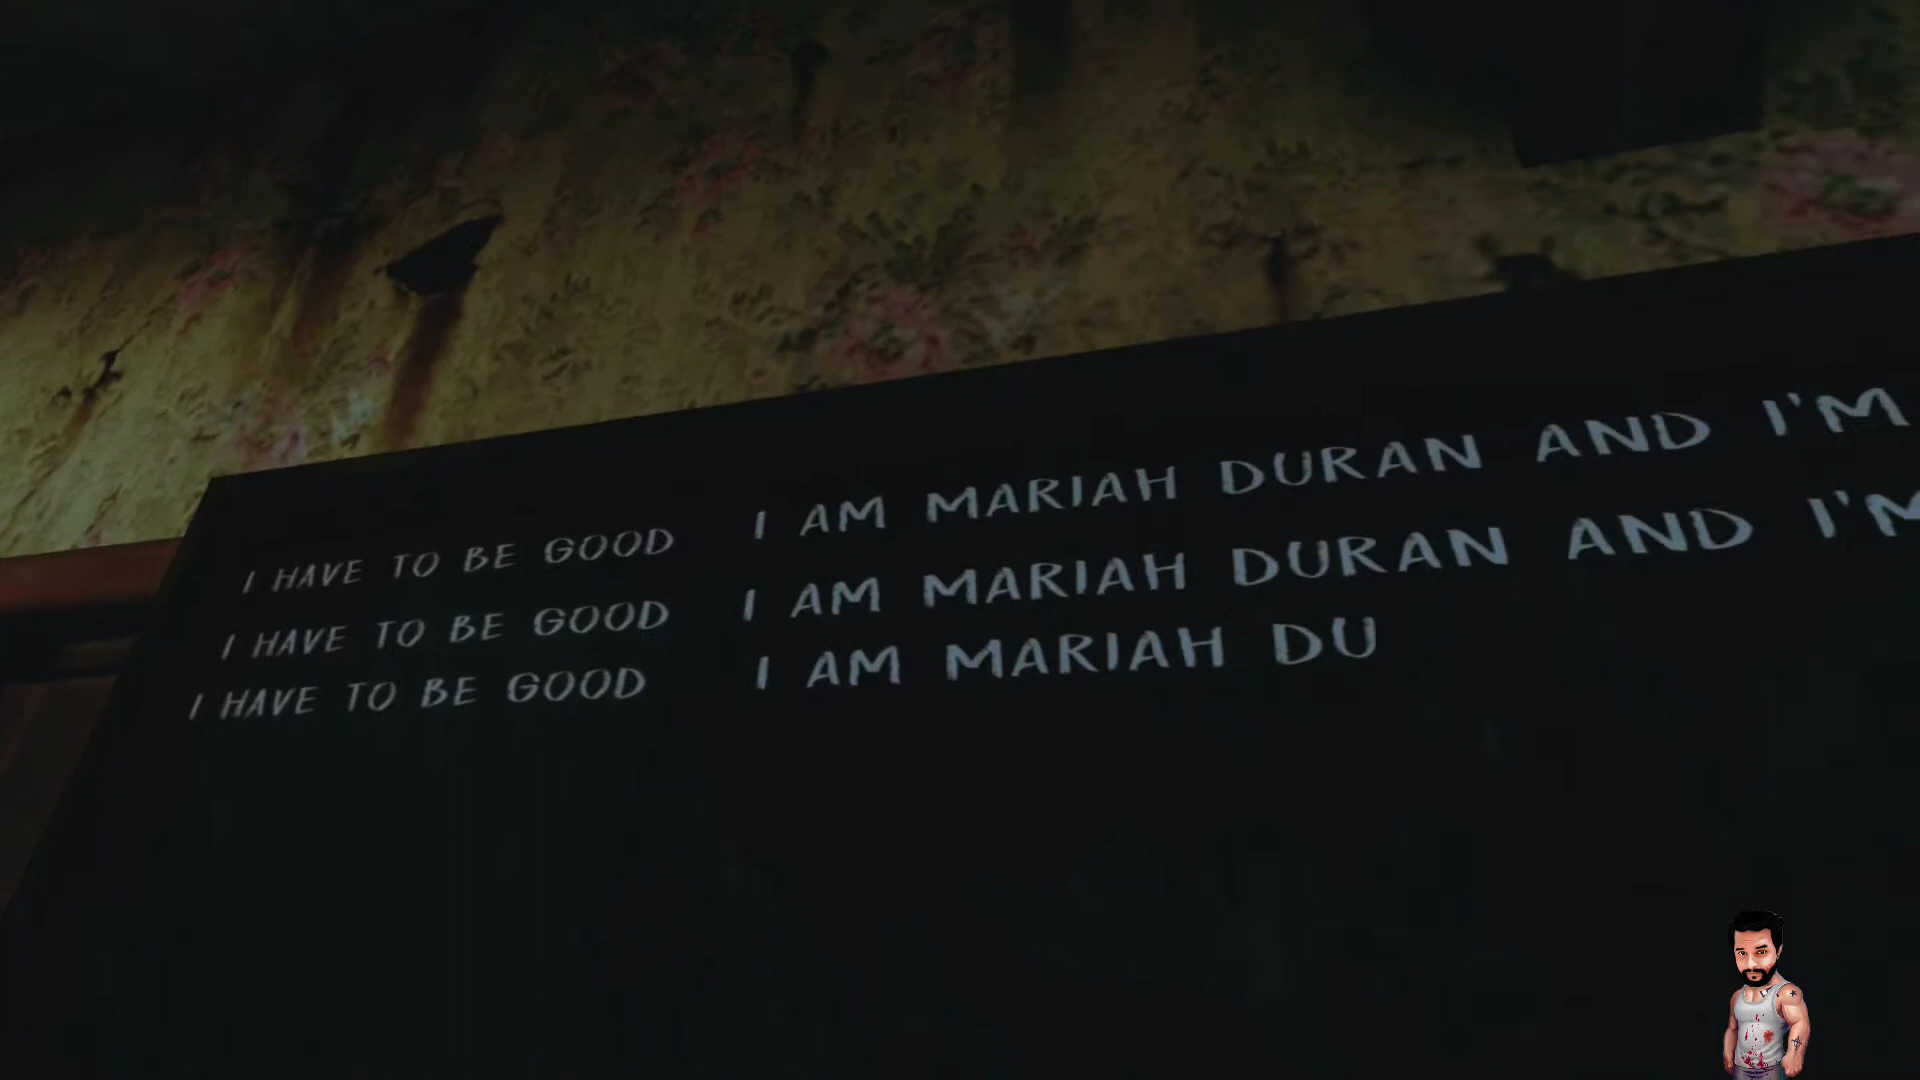 I HAVE TO BE GOOD
I HAVE TO BE GOOD
I HAVE TO BE GOOD
I AM MARIAH DURAN AND I'M
I AM MARIAH DURAN AND I'M
I AM MARIAH DU